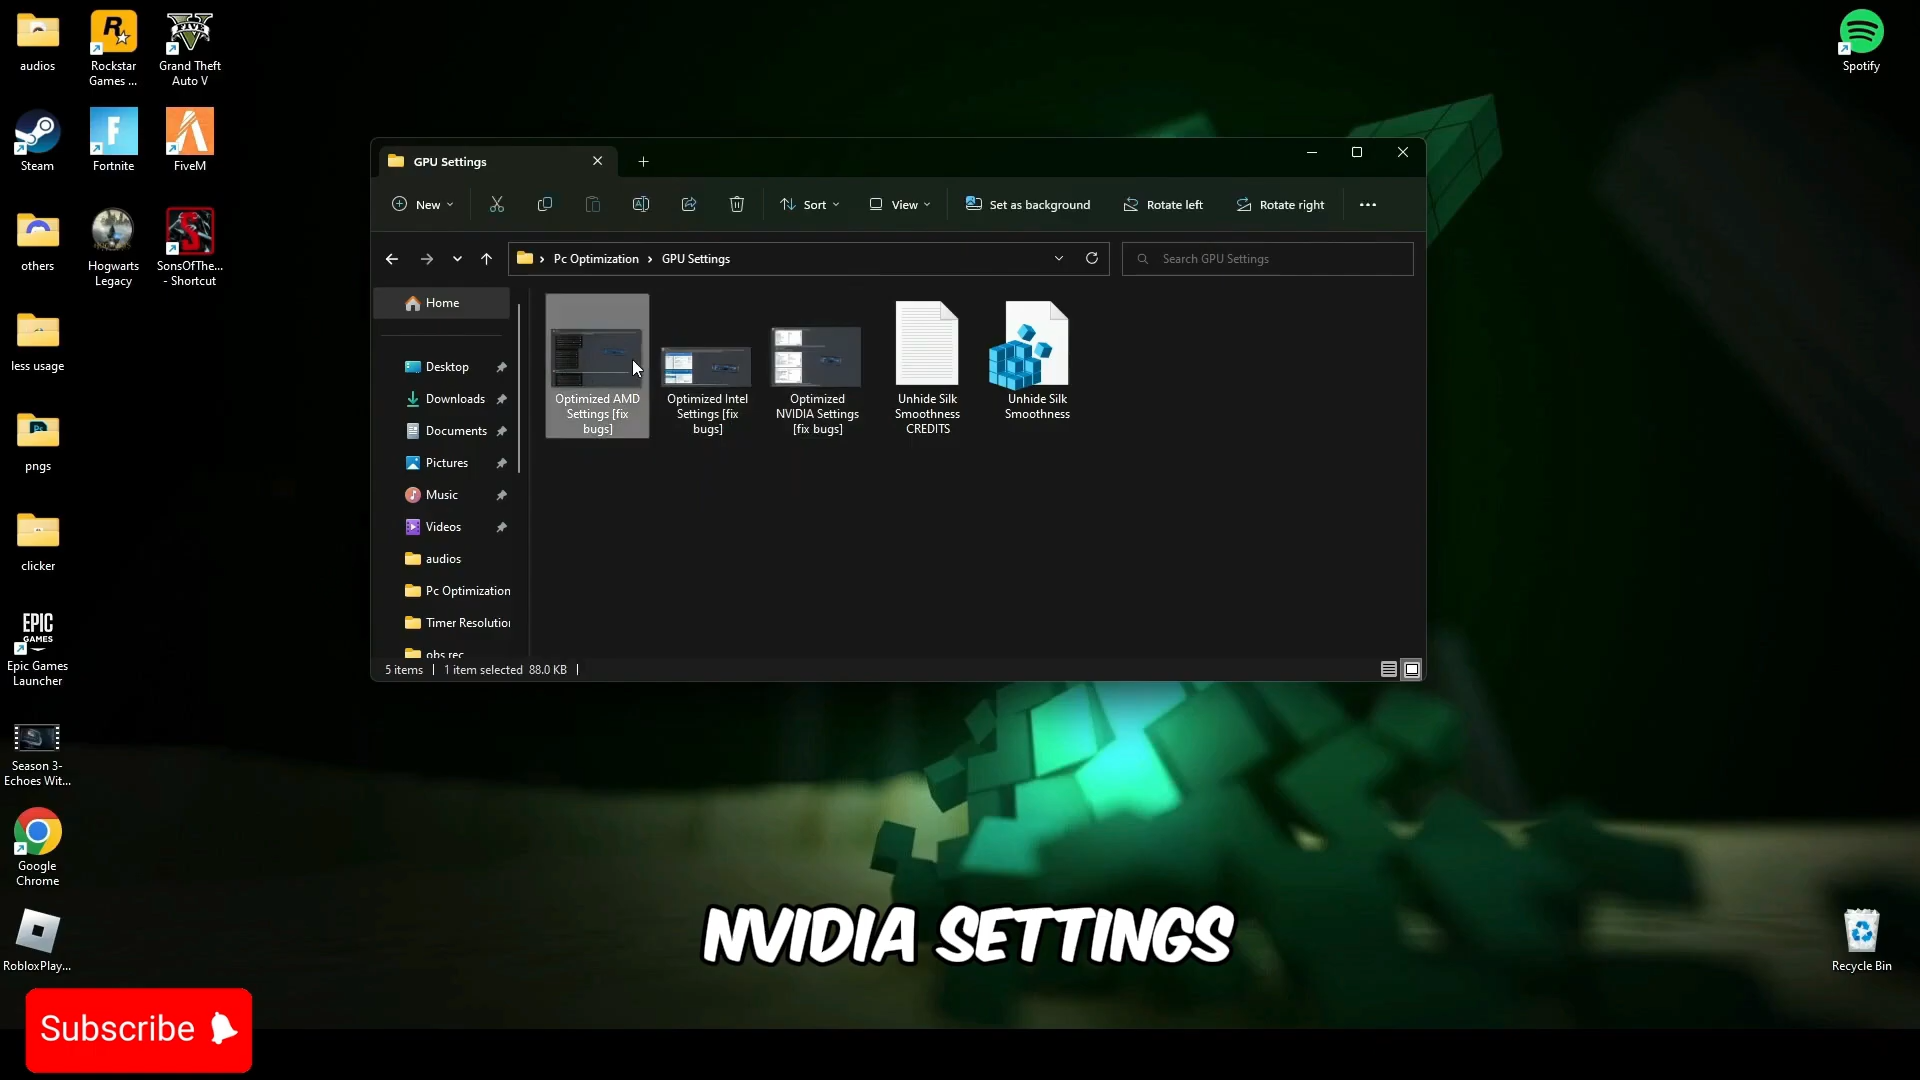 audios
Rockstar
Games ...
Grand Theft
Auto V
Spotify
Steam
Fortnite
FiveM
others
Hogwarts
Legacy
SonsOfThe...
- Shortcut
less usage
pngs
clicker
EPIC
GAMES
Epic Games
Launcher
Season 3-
Echoes Wit...
Google
Chrome
RobloxPlay...
Recycle Bin
GPU Settings
New
Sort
View
Set as background
Rotate left
Rotate right
Pc Optimization > GPU Settings
Search GPU Settings
Home
Desktop
Downloads
Documents
Pictures
Music
Videos
audios
Pc Optimization
Timer Resolution
obs rec
Optimized AMD
Settings [fix
bugs]
Optimized Intel
Settings [fix
bugs]
Optimized
NVIDIA Settings
[fix bugs]
Unhide Silk
Smoothness
CREDITS
Unhide Silk
Smoothness
5 items | 1 item selected 88.0 KB |
NVIDIA SETTINGS
Subscribe